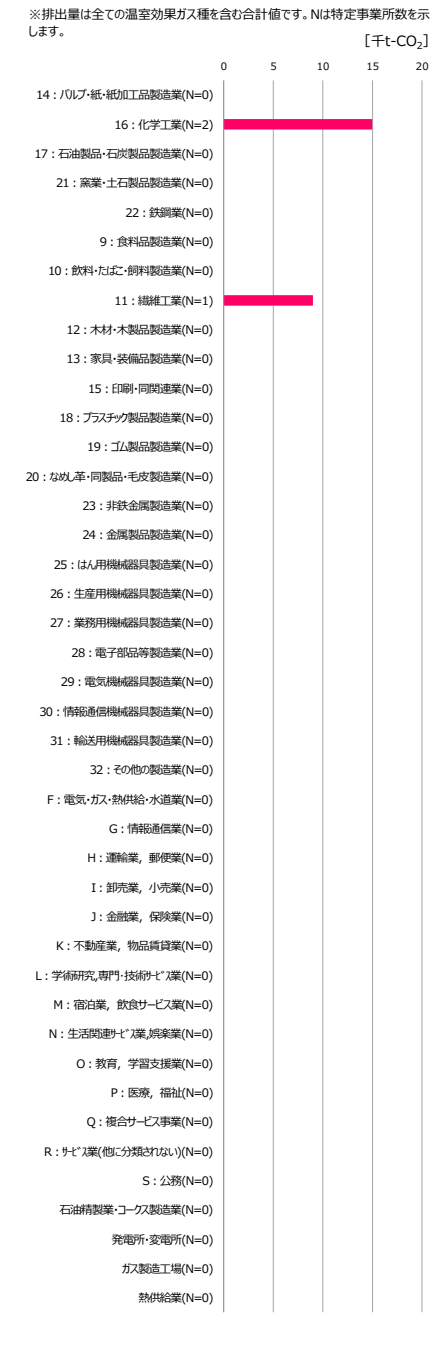 ※排出量は全ての温室効果ガス種を含む合計値です。Nは特定事業所数を示
します。
[千t-CO₂]
0 5 10 15 20
14：パルプ・紙・紙加工品製造業(N=0)
16：化学工業(N=2)
17：石油製品・石炭製品製造業(N=0)
21：窯業・土石製品製造業(N=0)
22：鉄鋼業(N=0)
9：食料品製造業(N=0)
10：飲料・たばこ・飼料製造業(N=0)
11：繊維工業(N=1)
12：木材・木製品製造業(N=0)
13：家具・装備品製造業(N=0)
15：印刷・同関連業(N=0)
18：プラスチック製品製造業(N=0)
19：ゴム製品製造業(N=0)
20：なめし革・同製品・毛皮製造業(N=0)
23：非鉄金属製造業(N=0)
24：金属製品製造業(N=0)
25：はん用機械器具製造業(N=0)
26：生産用機械器具製造業(N=0)
27：業務用機械器具製造業(N=0)
28：電子部品等製造業(N=0)
29：電気機械器具製造業(N=0)
30：情報通信機械器具製造業(N=0)
31：輸送用機械器具製造業(N=0)
32：その他の製造業(N=0)
F：電気・ガス・熱供給・水道業(N=0)
G：情報通信業(N=0)
H：運輸業，郵便業(N=0)
I：卸売業，小売業(N=0)
J：金融業，保険業(N=0)
K：不動産業，物品賃貸業(N=0)
L：学術研究,専門・技術ｻｰﾋﾞｽ業(N=0)
M：宿泊業，飲食サービス業(N=0)
N：生活関連ｻｰﾋﾞｽ業,娯楽業(N=0)
O：教育，学習支援業(N=0)
P：医療，福祉(N=0)
Q：複合サービス事業(N=0)
R：ｻｰﾋﾞｽ業(他に分類されない)(N=0)
S：公務(N=0)
石油精製業・コークス製造業(N=0)
発電所・変電所(N=0)
ガス製造工場(N=0)
熱供給業(N=0)